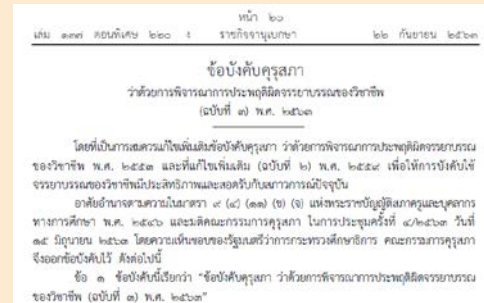 หน้า ๒๐
เล่ม ๑๓๗ ตอนพิเศษ ๒๒๐ ง ราชกิจจานุเบกษา ๒๒ กันยายน ๒๕๖๓
ข้อบังคับคุรุสภา
ว่าด้วยการพิจารณาการประพฤติผิดจรรยาบรรณของวิชาชีพ
(ฉบับที่ ๓) พ.ศ. ๒๕๖๓
โดยที่เป็นการสมควรแก้ไขเพิ่มเติมข้อบังคับคุรุสภา ว่าด้วยการพิจารณาการประพฤติผิดจรรยาบรรณ
ของวิชาชีพ พ.ศ. ๒๕๕๓ และที่แก้ไขเพิ่มเติม (ฉบับที่ ๒) พ.ศ. ๒๕๕๙ เพื่อให้การบังคับใช้
จรรยาบรรณของวิชาชีพมีประสิทธิภาพและสอดรับกับสภาวการณ์ปัจจุบัน
อาศัยอำนาจตามความในมาตรา ๙ (๔) (๑๑) (ข) (จ) แห่งพระราชบัญญัติสภาครูและบุคลากร
ทางการศึกษา พ.ศ. ๒๕๔๖ และมติคณะกรรมการคุรุสภา ในการประชุมครั้งที่ ๔/๒๕๖๓ วันที่
๑๕ มิถุนายน ๒๕๖๓ โดยความเห็นชอบของรัฐมนตรีว่าการกระทรวงศึกษาธิการ คณะกรรมการคุรุสภา
จึงออกข้อบังคับไว้ ดังต่อไปนี้
ข้อ ๑ ข้อบังคับนี้เรียกว่า “ข้อบังคับคุรุสภา ว่าด้วยการพิจารณาการประพฤติผิดจรรยาบรรณ
ของวิชาชีพ (ฉบับที่ ๓) พ.ศ. ๒๕๖๓”